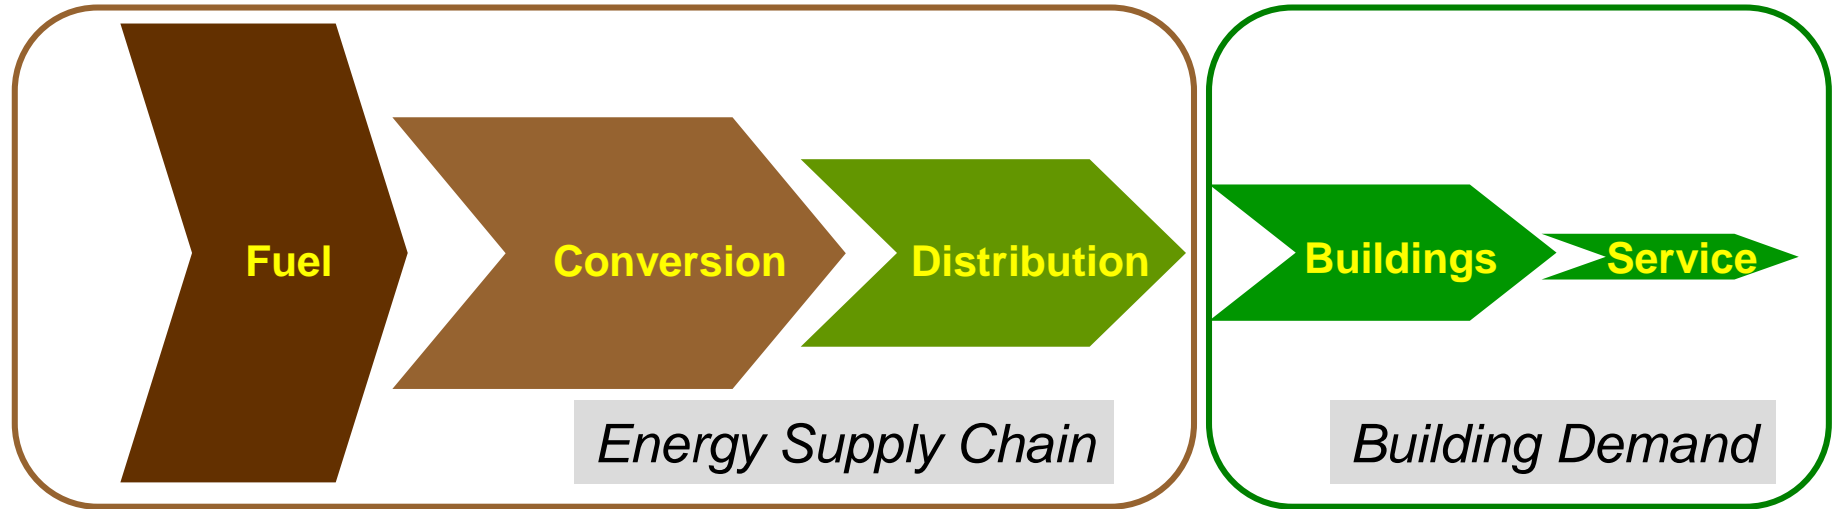 Fuel
Conversion
Distribution
Buildings
Service
Energy Supply Chain
Building Demand